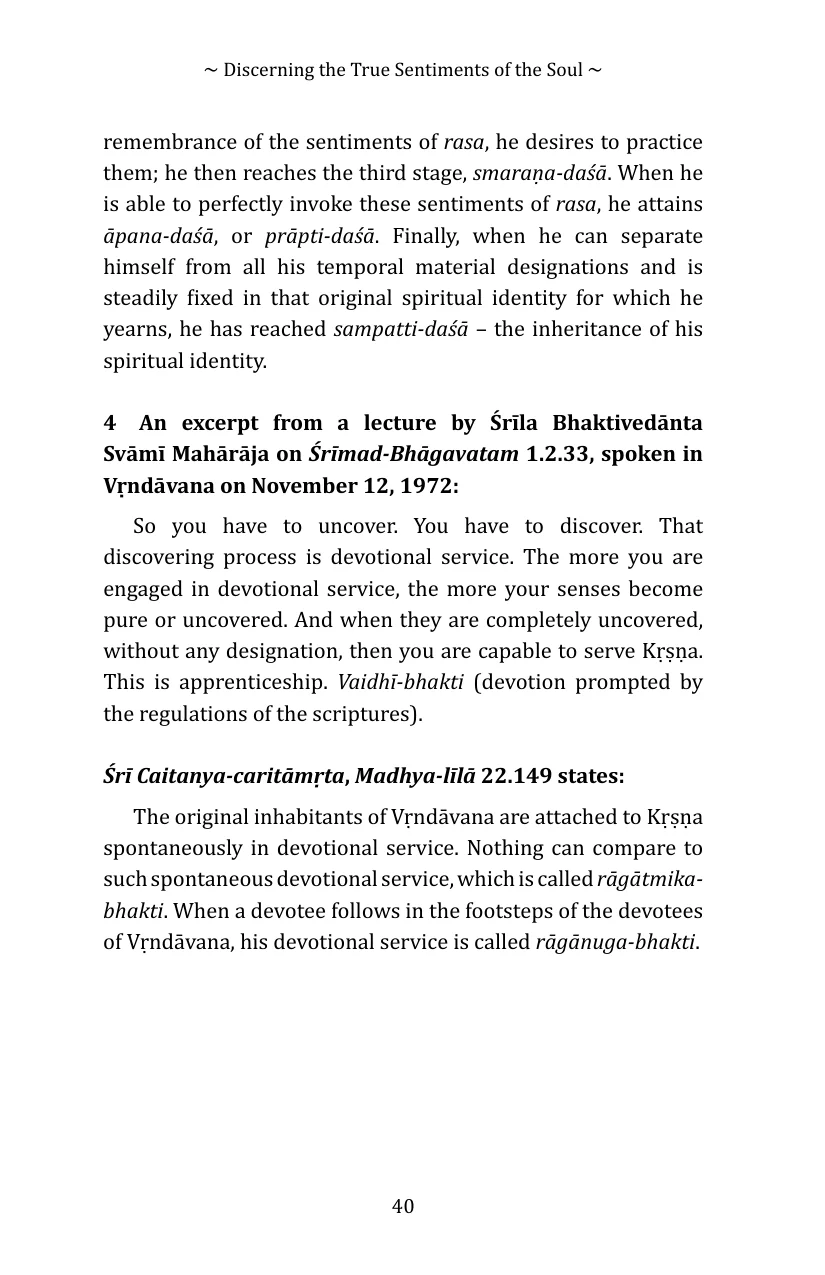 ~ Discerning the True Sentiments of the Soul ~
remembrance of the sentiments of rasa, he desires to practice
them; he then reaches the third stage, smaraṇa-daśā. When he
is able to perfectly invoke these sentiments of rasa, he attains
āpana-daśā, or prāpti-daśā. Finally, when he can separate
himself from all his temporal material designations and is
steadily fixed in that original spiritual identity for which he
yearns, he has reached sampatti-daśā – the inheritance of his
spiritual identity.
4 An excerpt from a lecture by Śrīla Bhaktivedānta
Svāmī Mahārāja on Śrīmad-Bhāgavatam 1.2.33, spoken in
Vṛndāvana on November 12, 1972:
So you have to uncover. You have to discover. That
discovering process is devotional service. The more you are
engaged in devotional service, the more your senses become
pure or uncovered. And when they are completely uncovered,
without any designation, then you are capable to serve Kṛṣṇa.
This is apprenticeship. Vaidhī-bhakti (devotion prompted by
the regulations of the scriptures).
Śrī Caitanya-caritāmṛta, Madhya-līlā 22.149 states:
The original inhabitants of Vṛndāvana are attached to Kṛṣṇa
spontaneously in devotional service. Nothing can compare to
such spontaneous devotional service, which is called rāgātmika-
bhakti. When a devotee follows in the footsteps of the devotees
of Vṛndāvana, his devotional service is called rāgānuga-bhakti.
40